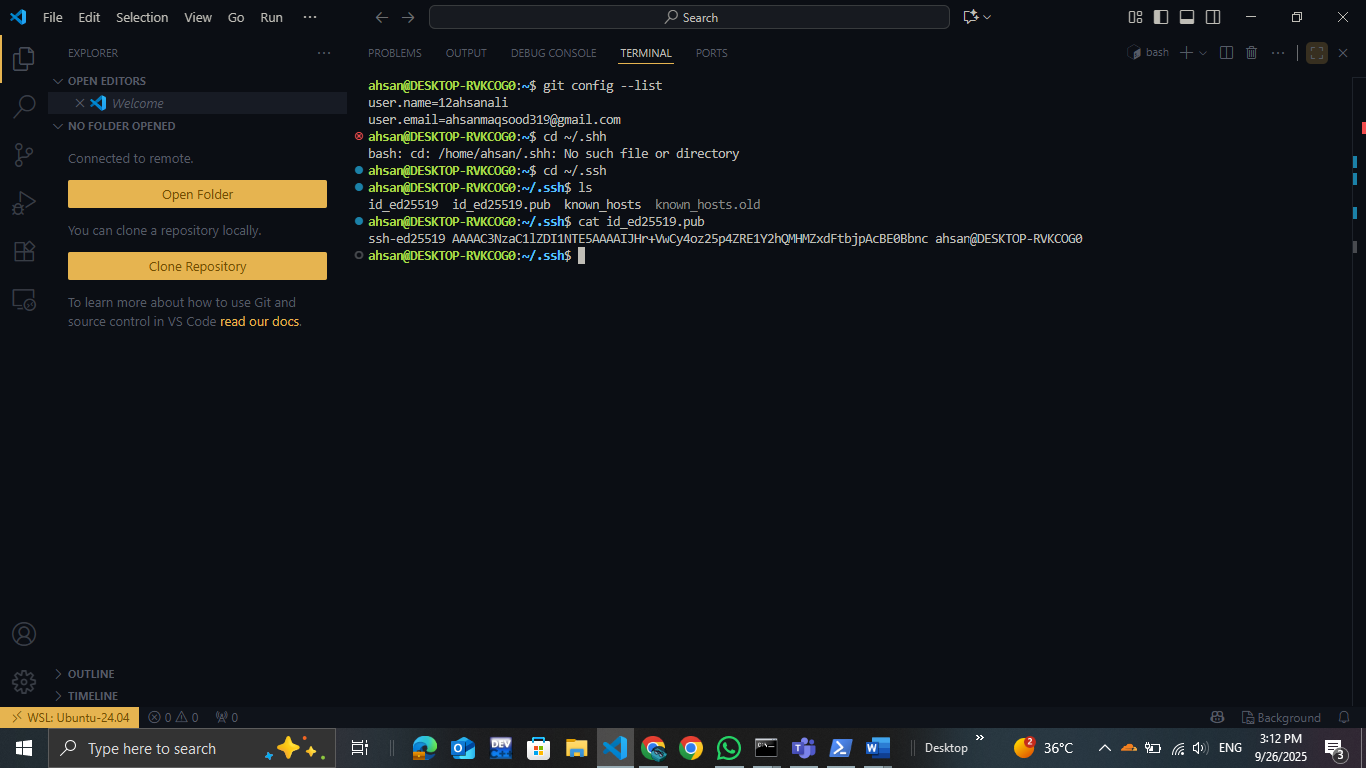 File Edit Selection View Go Run ···
Search
EXPLORER ···
PROBLEMS OUTPUT DEBUG CONSOLE TERMINAL PORTS
bash
OPEN EDITORS
Welcome
NO FOLDER OPENED
Connected to remote.
Open Folder
You can clone a repository locally.
Clone Repository
To learn more about how to use Git and
source control in VS Code read our docs.
ahsan@DESKTOP-RVKCOG0:~$ git config --list
user.name=12ahsanali
user.email=ahsanmaqsood319@gmail.com
ahsan@DESKTOP-RVKCOG0:~$ cd ~/.shh
bash: cd: /home/ahsan/.shh: No such file or directory
ahsan@DESKTOP-RVKCOG0:~$ cd ~/.ssh
ahsan@DESKTOP-RVKCOG0:~/.ssh$ ls
id_ed25519 id_ed25519.pub known_hosts known_hosts.old
ahsan@DESKTOP-RVKCOG0:~/.ssh$ cat id_ed25519.pub
ssh-ed25519 AAAAC3NzaC1lZDI1NTE5AAAAIJHr+VwCy4oz25p4ZRE1Y2hQMHMZxdFtbjpAcBE0Bbnc ahsan@DESKTOP-RVKCOG0
ahsan@DESKTOP-RVKCOG0:~/.ssh$
OUTLINE
TIMELINE
WSL: Ubuntu-24.04 0 0 0
Background
Type here to search
DEV
Desktop
2
36°C
ENG
3:12 PM
9/26/2025
3